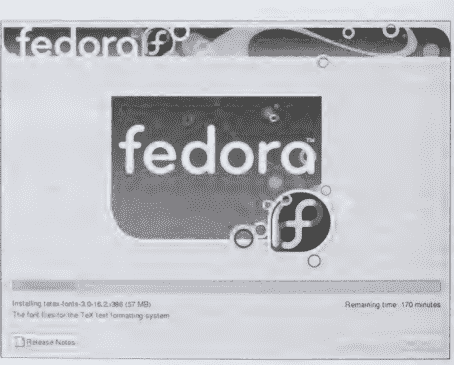 fedora
fedora™
Installing tetex-fonts-3.0-16.2.i386 (57 MB)
Remaining time: 170 minutes
The font files for the TeX text formatting system
Release Notes